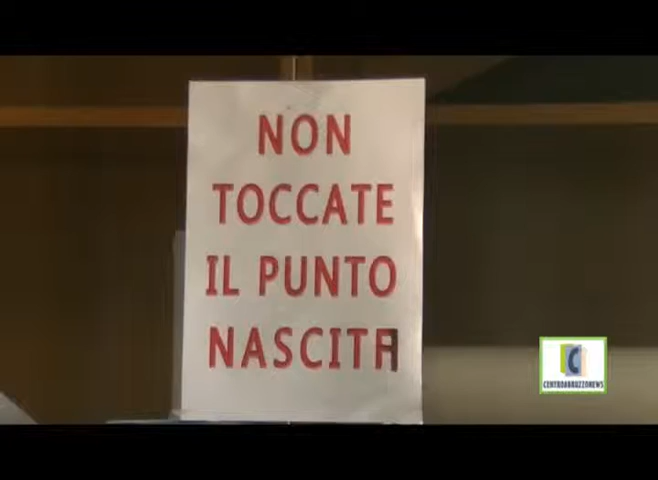 NON
TOCCATE
IL PUNTO
NASCITA
CENTROABRUZZONEWS